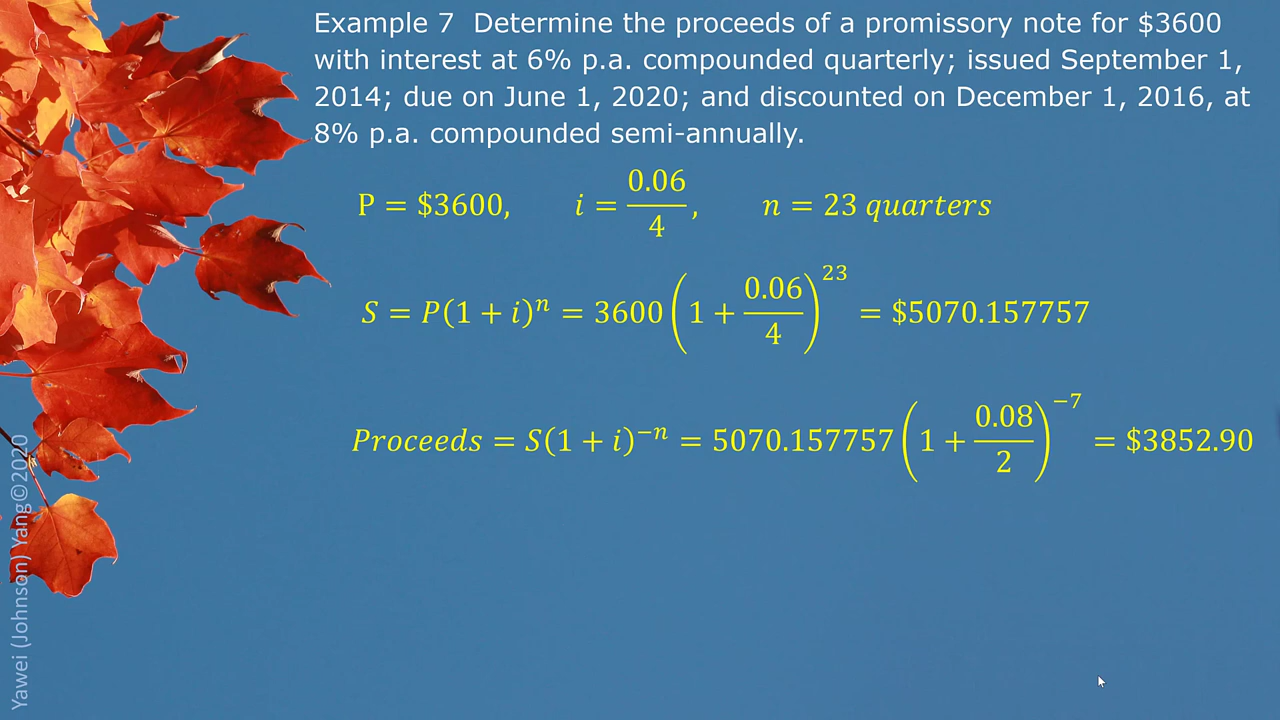 Example 7  Determine the proceeds of a promissory note for $3600
with interest at 6% p.a. compounded quarterly; issued September 1,
2014; due on June 1, 2020; and discounted on December 1, 2016, at
8% p.a. compounded semi-annually.
P = $3600, i = 0.06/4, n = 23 quarters
S = P(1 + i)^n = 3600(1 + 0.06/4)^23 = $5070.157757
Proceeds = S(1 + i)^−n = 5070.157757(1 + 0.08/2)^−7 = $3852.90
Yawei (Johnson) Yang©2020